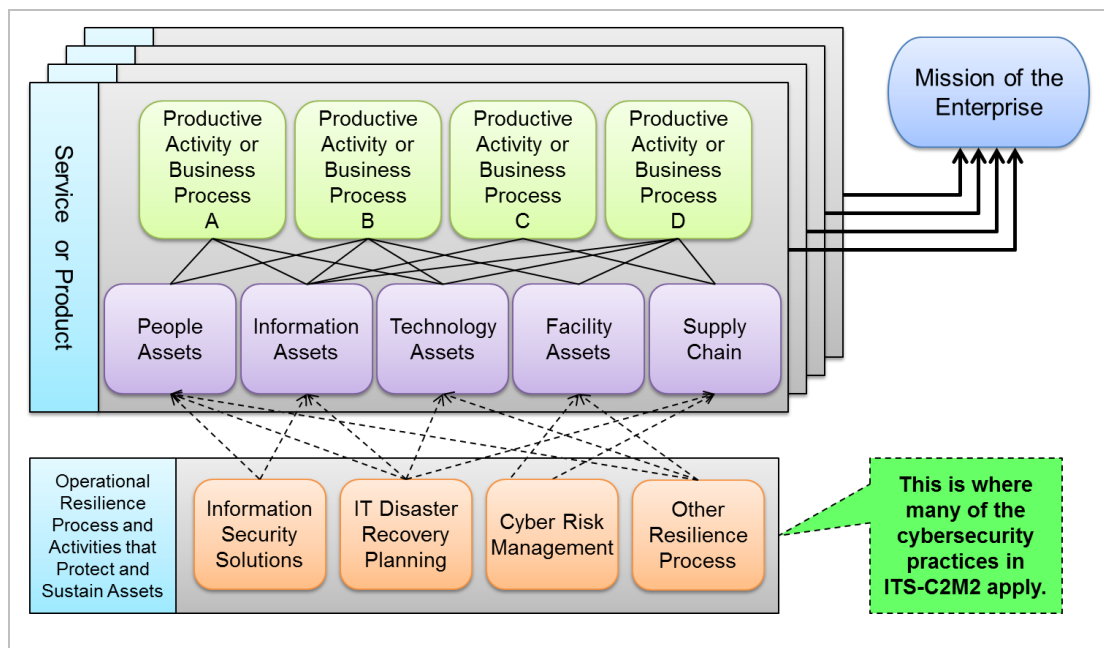 Mission of the
Enterprise
Service or Product
Productive
Activity or
Business
Process
A
Productive
Activity or
Business
Process
B
Productive
Activity or
Business
Process
C
Productive
Activity or
Business
Process
D
People
Assets
Information
Assets
Technology
Assets
Facility
Assets
Supply
Chain
Operational
Resilience
Process and
Activities that
Protect and
Sustain Assets
Information
Security
Solutions
IT Disaster
Recovery
Planning
Cyber Risk
Management
Other
Resilience
Process
This is where
many of the
cybersecurity
practices in
ITS-C2M2 apply.